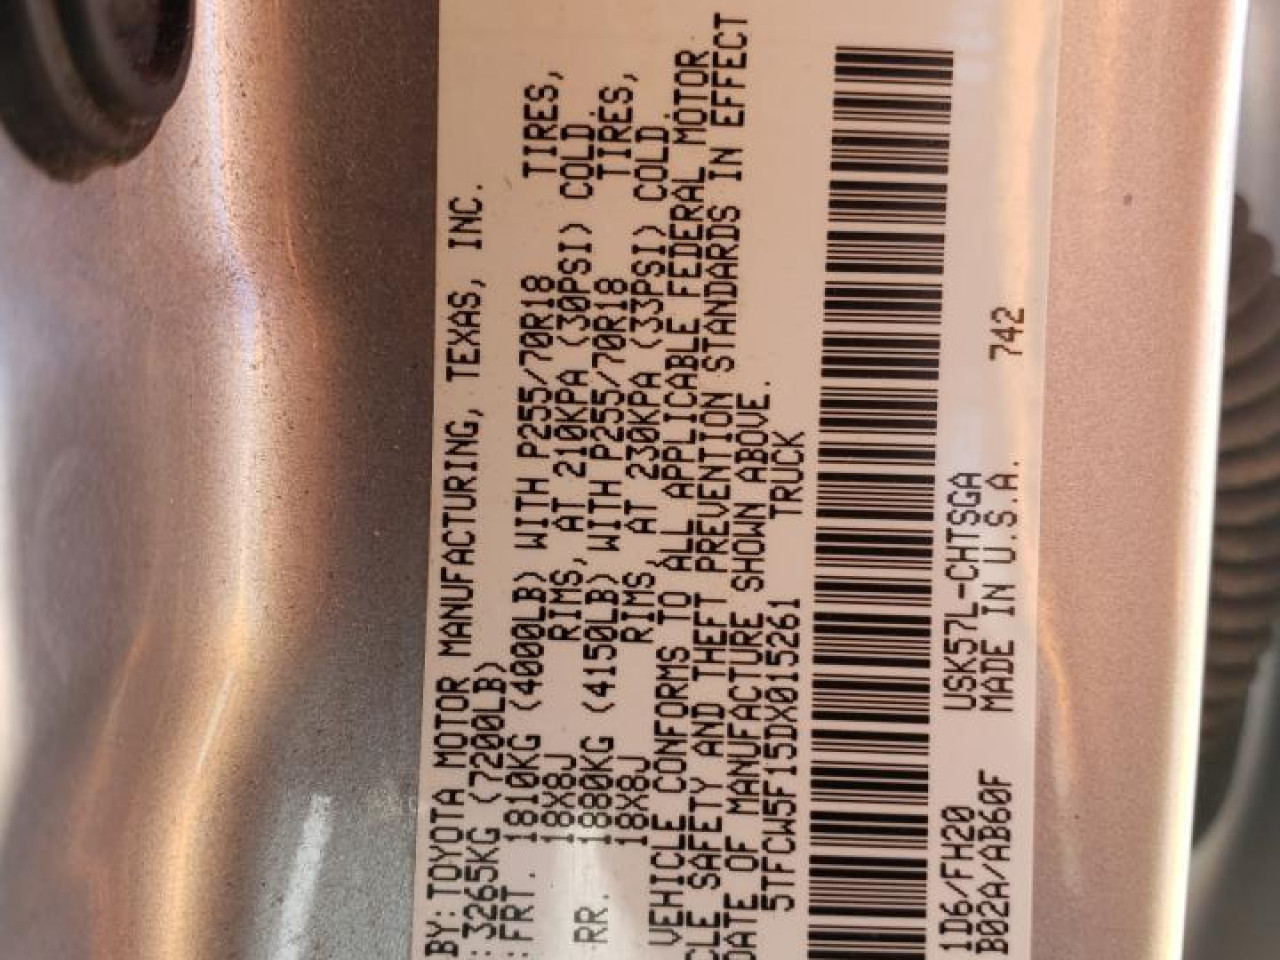 BY: TOYOTA MOTOR MANUFACTURING, TEXAS, INC.
: 3265KG (7200LB)
: FRT. 1810KG (4000LB) WITH P255/70R18 TIRES,
18X8J RIMS, AT 210KPA (30PSI) COLD.
RR. 1880KG (4150LB) WITH P255/70R18 TIRES,
18X8J RIMS, AT 230KPA (33PSI) COLD.
VEHICLE CONFORMS TO ALL APPLICABLE FEDERAL MOTOR
CLE SAFETY AND THEFT PREVENTION STANDARDS IN EFFECT
DATE OF MANUFACTURE SHOWN ABOVE.
5TFCW5F15DX015261 TRUCK
1D6/FH20 USK57L-CHTSGA
B02A/AB60F MADE IN U.S.A. 742